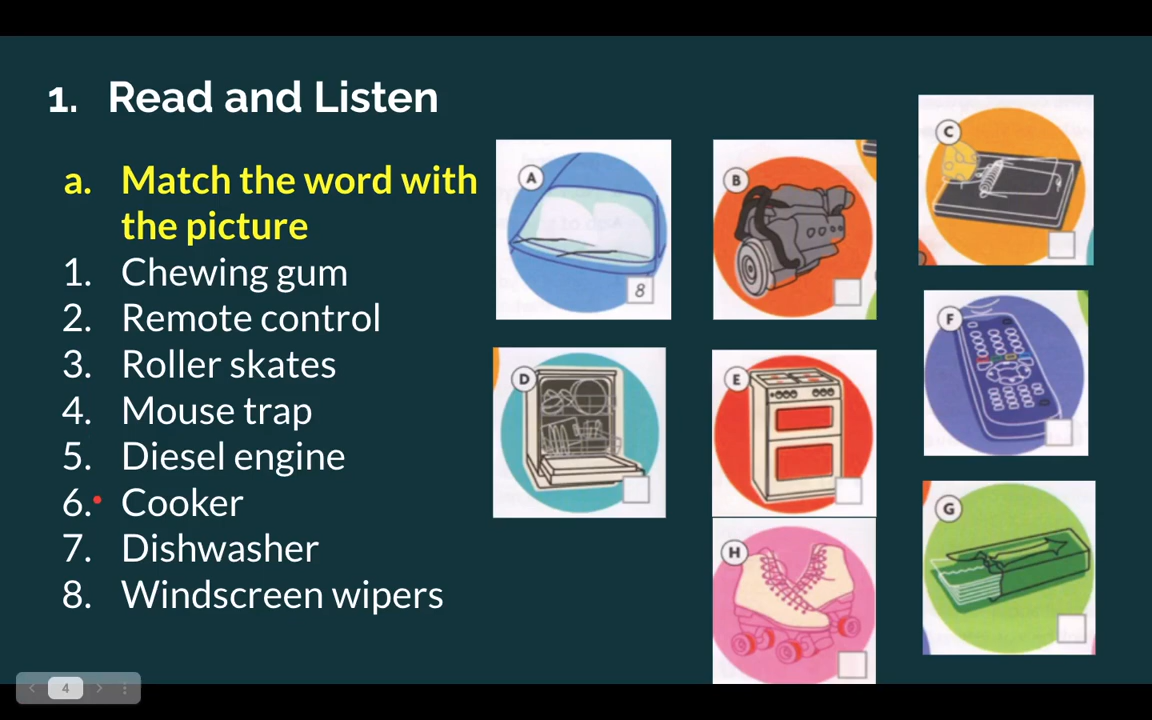 1. Read and Listen
a. Match the word with
the picture
1. Chewing gum
2. Remote control
3. Roller skates
4. Mouse trap
5. Diesel engine
6. Cooker
7. Dishwasher
8. Windscreen wipers
A
8
B
C
D
E
F
G
H
4